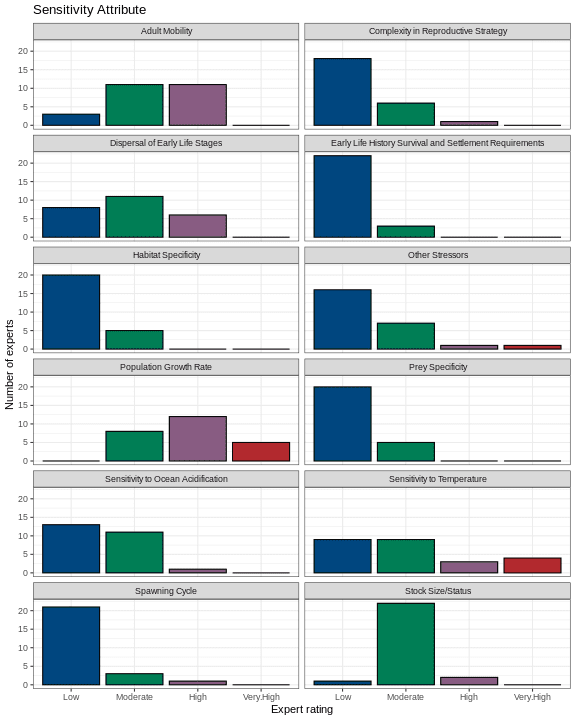 Sensitivity Attribute
Adult Mobility
Complexity in Reproductive Strategy
20
15
10
5
0
Dispersal of Early Life Stages
Early Life History Survival and Settlement Requirements
20
15
10
5
0
Habitat Specificity
Other Stressors
20
15
10
5
0
Number of experts
Population Growth Rate
Prey Specificity
20
15
10
5
0
Sensitivity to Ocean Acidification
Sensitivity to Temperature
20
15
10
5
0
Spawning Cycle
Stock Size/Status
20
15
10
5
0
Low Moderate High Very.High Low Moderate High Very.High
Expert rating